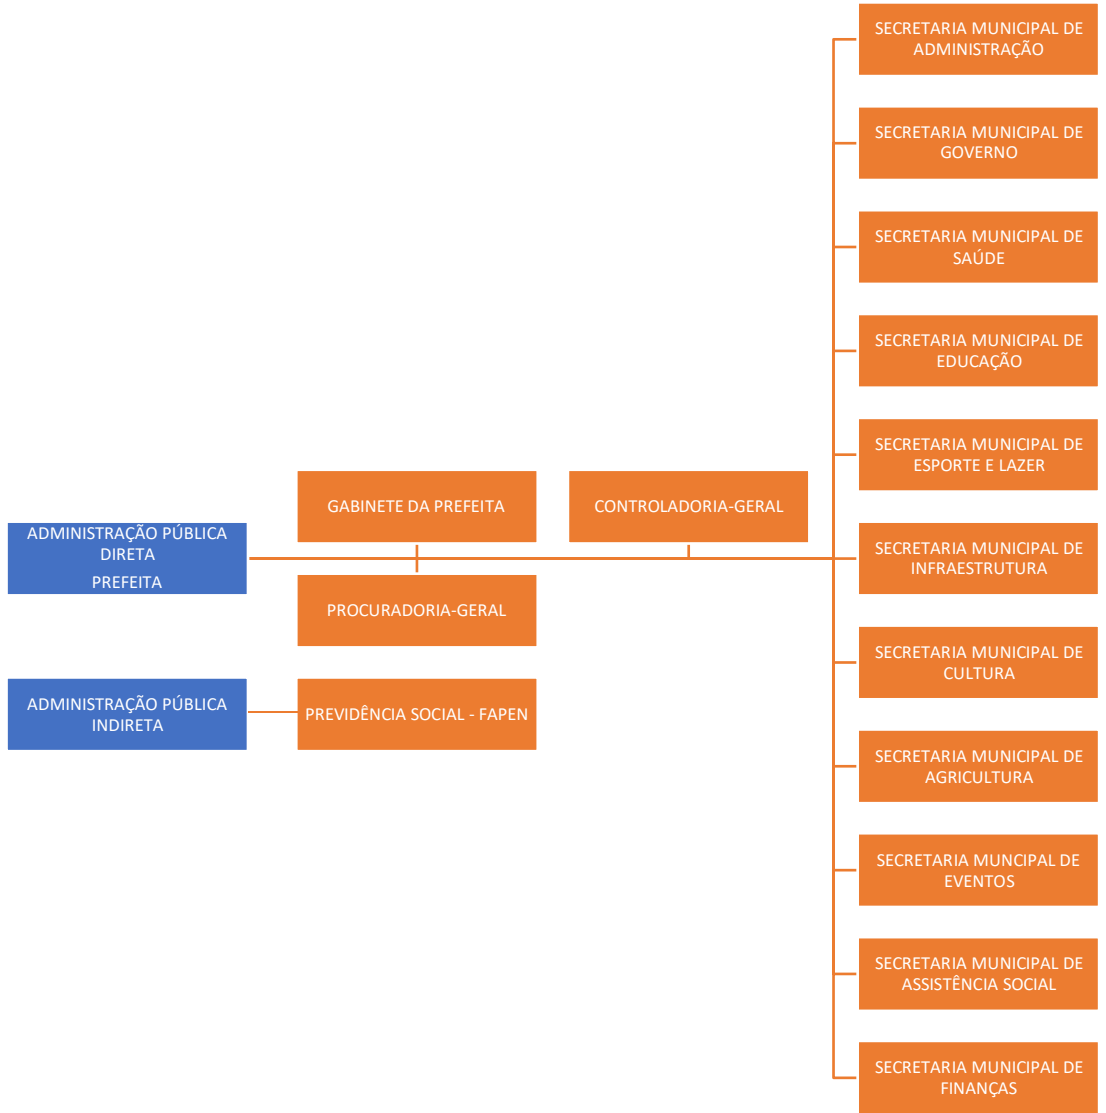 SECRETARIA MUNICIPAL DE
ADMINISTRAÇÃO
SECRETARIA MUNICIPAL DE
GOVERNO
SECRETARIA MUNICIPAL DE
SAÚDE
SECRETARIA MUNICIPAL DE
EDUCAÇÃO
SECRETARIA MUNICIPAL DE
ESPORTE E LAZER
GABINETE DA PREFEITA
CONTROLADORIA-GERAL
ADMINISTRAÇÃO PÚBLICA
DIRETA
PREFEITA
SECRETARIA MUNICIPAL DE
INFRAESTRUTURA
PROCURADORIA-GERAL
SECRETARIA MUNICIPAL DE
CULTURA
ADMINISTRAÇÃO PÚBLICA
INDIRETA
PREVIDÊNCIA SOCIAL - FAPEN
SECRETARIA MUNICIPAL DE
AGRICULTURA
SECRETARIA MUNCIPAL DE
EVENTOS
SECRETARIA MUNICIPAL DE
ASSISTÊNCIA SOCIAL
SECRETARIA MUNICIPAL DE
FINANÇAS